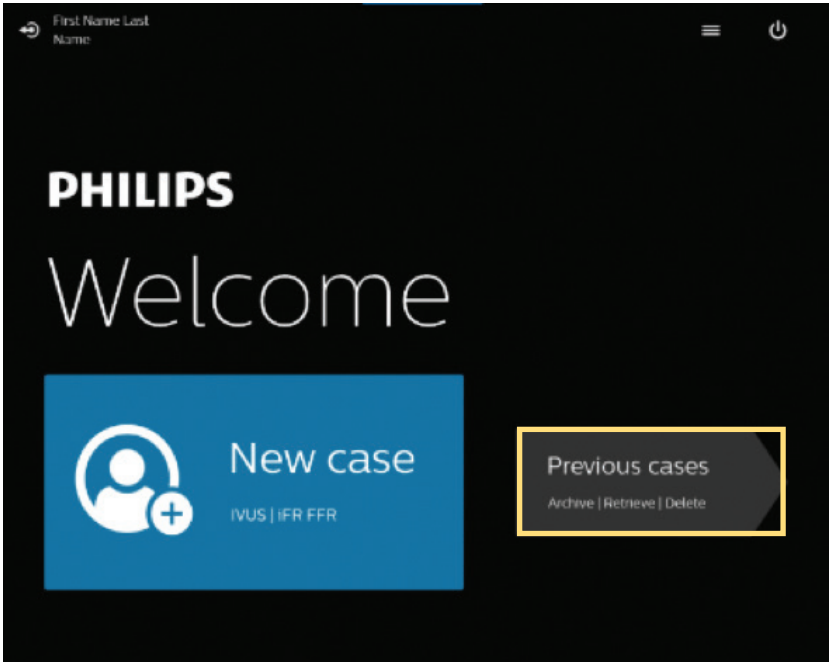 First Name Last
Name
PHILIPS
Welcome
New case
IVUS | iFR FFR
Previous cases
Archive | Retrieve | Delete